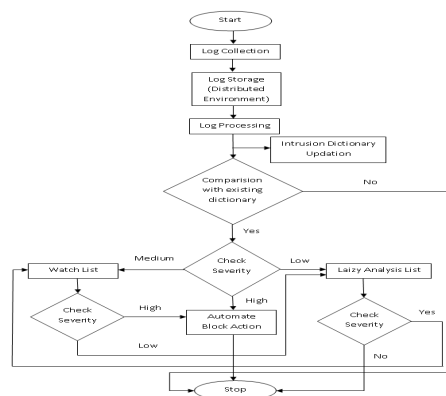 Start
Log Collection
Log Storage
(Distributed
Environment)
Log Processing
Intrusion Dictionary
Updation
Comparision
with existing
dictionary
No
Yes
Medium
Check
Severity
Low
Watch List
Laizy Analysis List
High
Check
Severity
High
Automate
Block Action
Check
Severity
Yes
Low
No
Stop